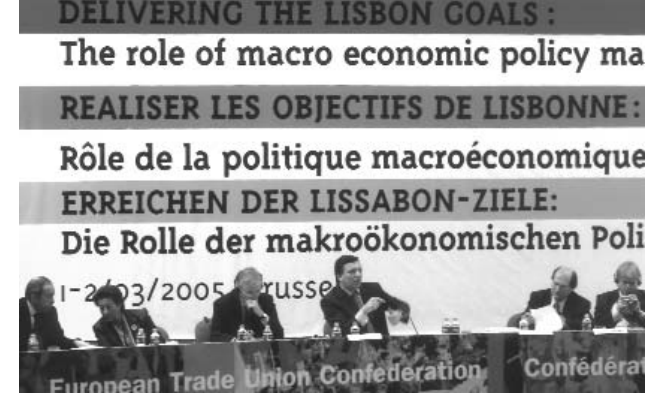 DELIVERING THE LISBON GOALS :
The role of macro economic policy ma
REALISER LES OBJECTIFS DE LISBONNE :
Rôle de la politique macroéconomique
ERREICHEN DER LISSABON-ZIELE:
Die Rolle der makroökonomischen Poli
1-2/03/2005
European Trade Union Confederation Confédérat